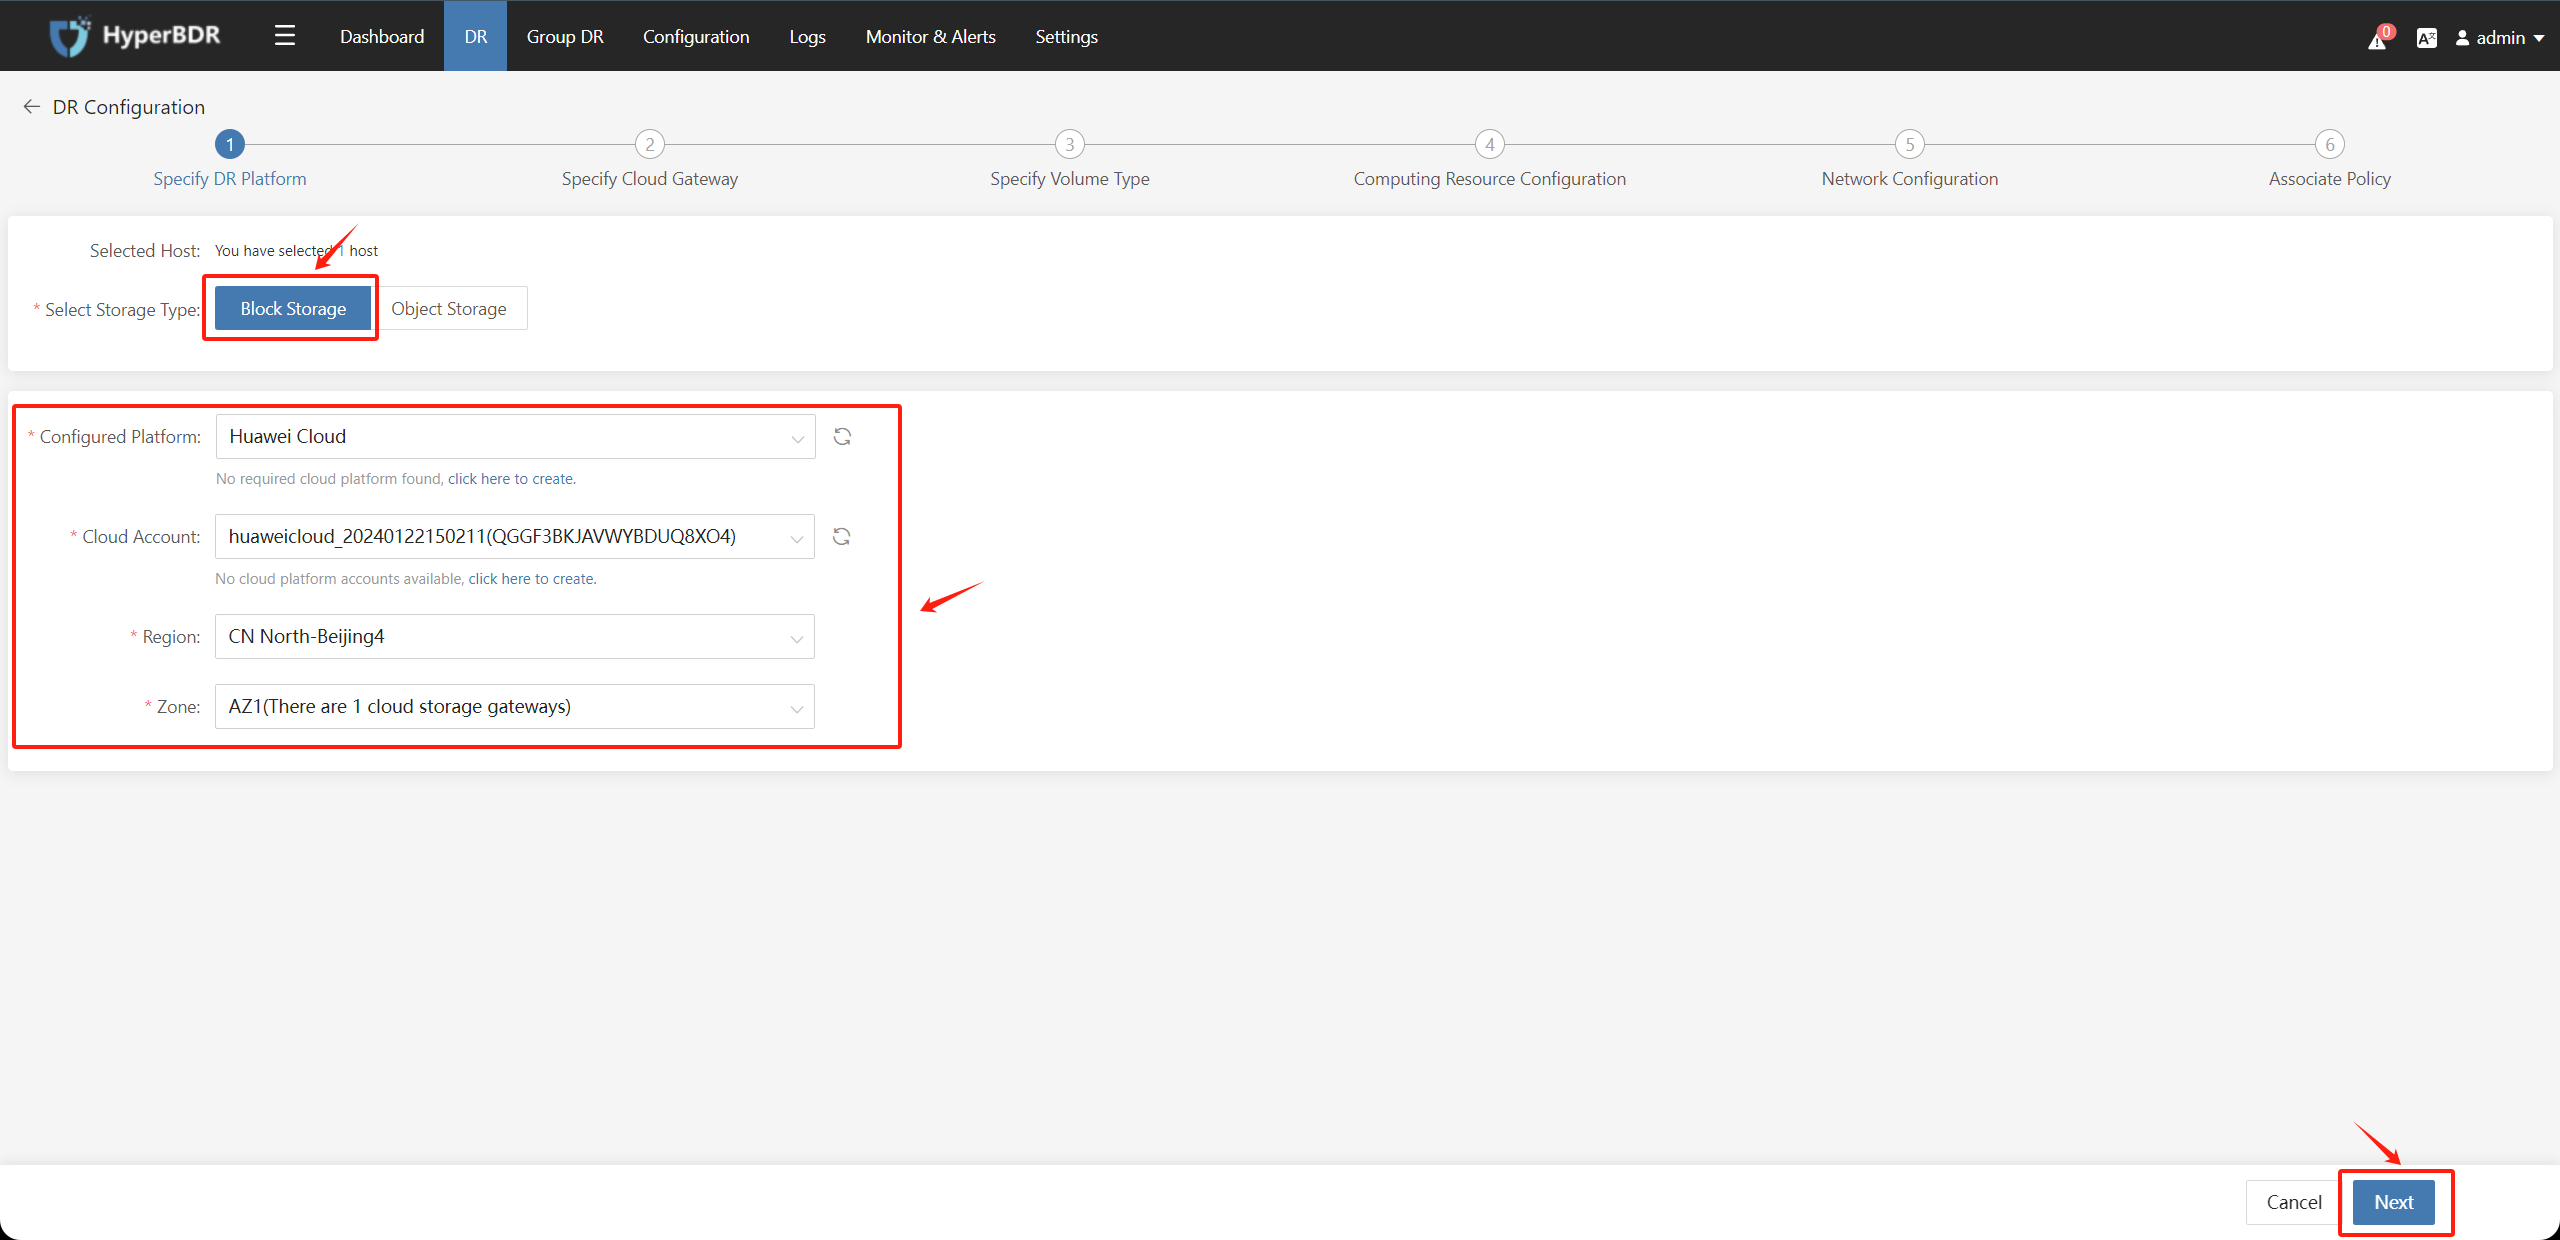 HyperBDR
Dashboard DR Group DR Configuration Logs Monitor & Alerts Settings 0 admin
DR Configuration
1 2 3 4 5 6
Specify DR Platform Specify Cloud Gateway Specify Volume Type Computing Resource Configuration Network Configuration Associate Policy
Selected Host: You have selected 1 host
* Select Storage Type: Block Storage Object Storage
* Configured Platform: Huawei Cloud
No required cloud platform found, click here to create.
* Cloud Account: huaweicloud_20240122150211(QGGF3BKJAVWYBDUQ8XO4)
No cloud platform accounts available, click here to create.
* Region: CN North-Beijing4
* Zone: AZ1(There are 1 cloud storage gateways)
Cancel Next